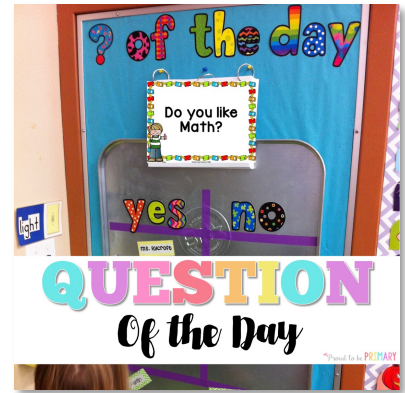 ? of the day
Do you like
Math?
light
yes no
QUESTION
Of the Day
Proud to be PRIMARY